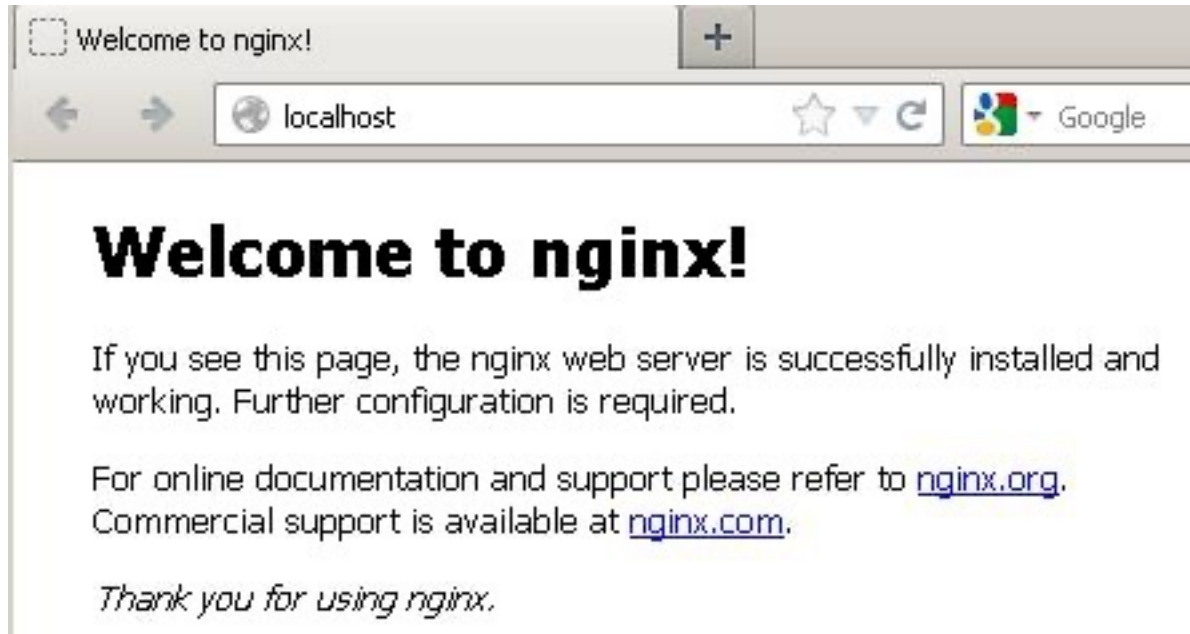 Welcome to nginx!
localhost
Google
Welcome to nginx!
If you see this page, the nginx web server is successfully installed and
working. Further configuration is required.
For online documentation and support please refer to nginx.org.
Commercial support is available at nginx.com.
Thank you for using nginx.